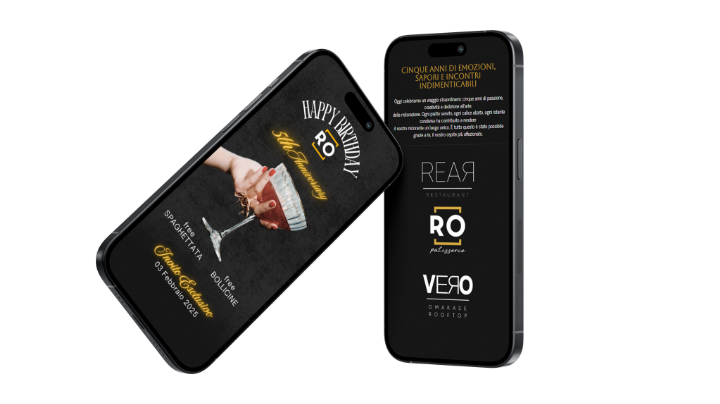 HAPPY BIRTHDAY
RO
5th Anniversary
free
SPAGHETTATA
free
BOLLICINE
Invito Esclusivo
03 Febbraio 2025
CINQUE ANNI DI EMOZIONI,
SAPORI E INCONTRI
INDIMENTICABILI
Oggi celebriamo un viaggio straordinario: cinque anni di passione,
creatività e dedizione all'arte
della ristorazione. Ogni piatto servito, ogni calice alzato, ogni istante
condiviso ha contribuito a rendere
il nostro ristorante un luogo unico. E tutto questo è stato possibile
grazie a te, il nostro ospite più affezionato.
REAR
RESTAURANT
RO
patisserie
VERO
OMAKASE
ROOFTOP